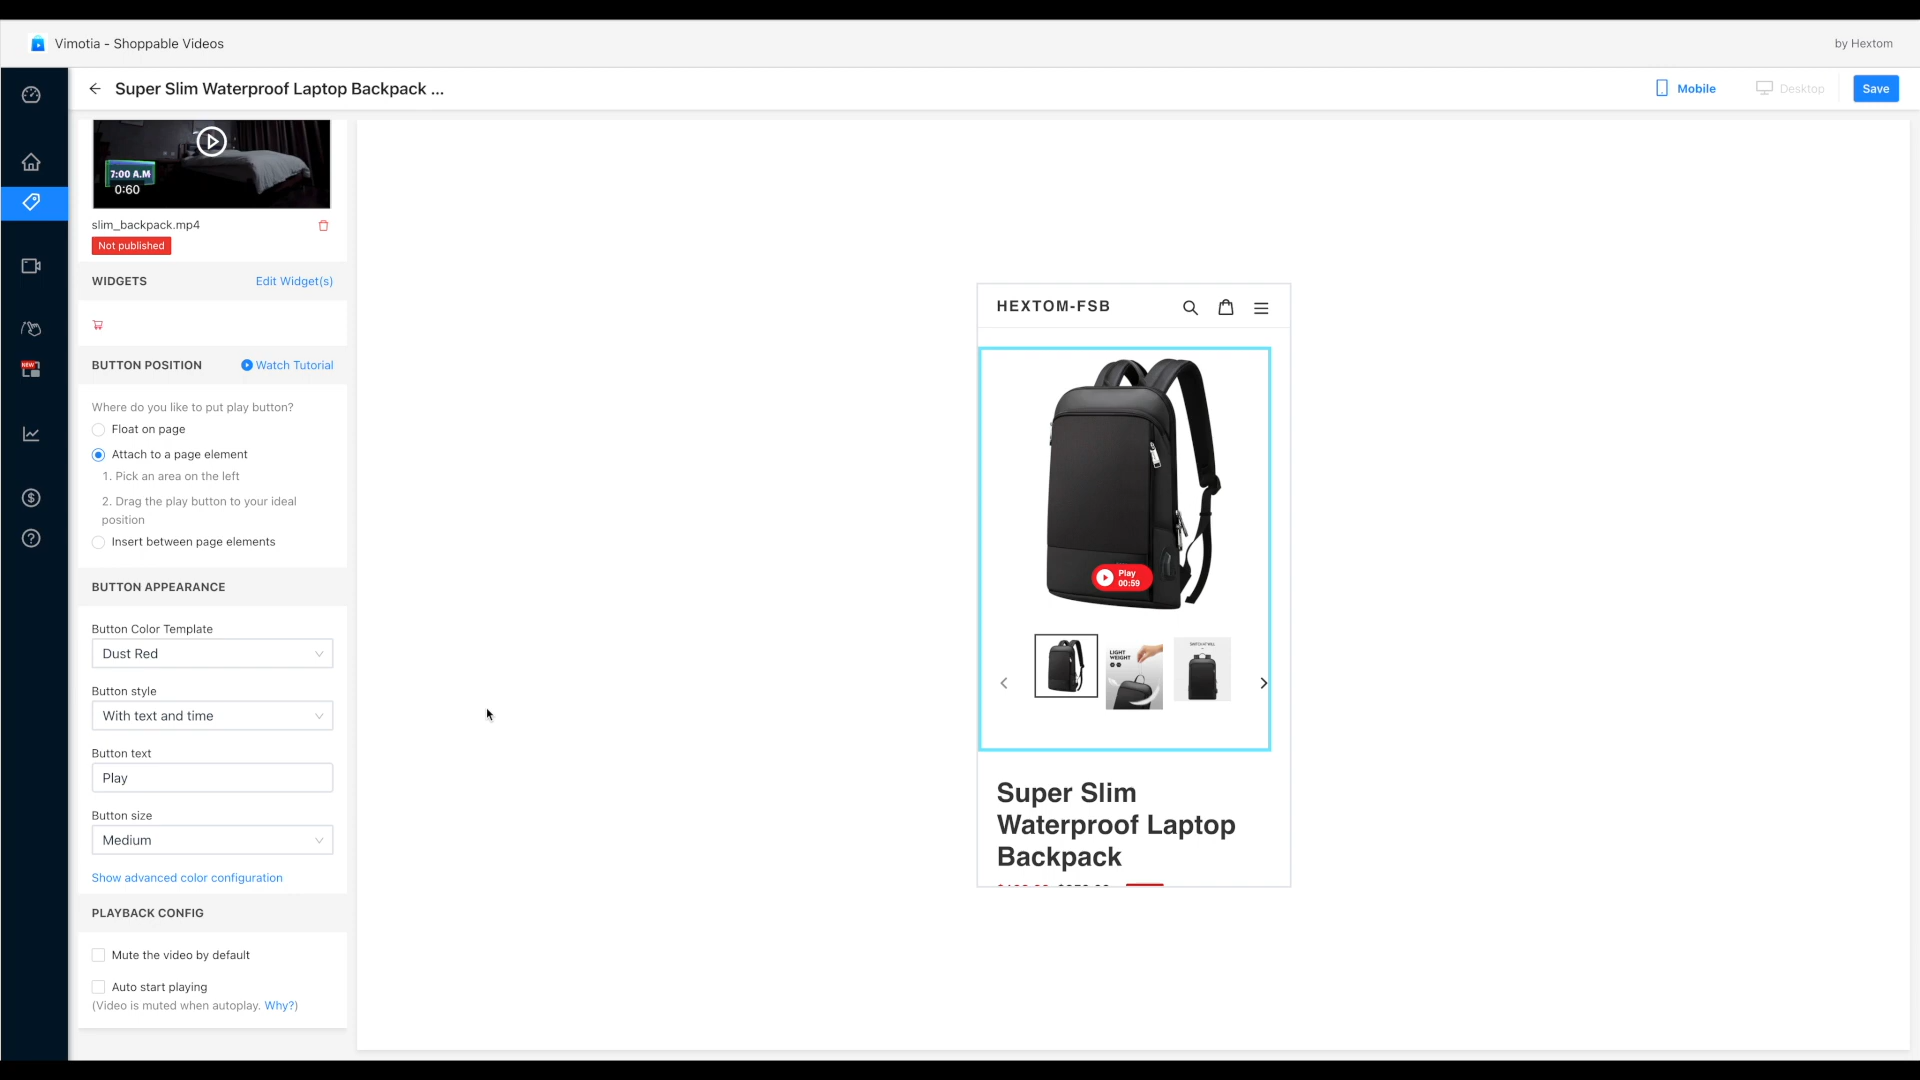 Vimotia - Shoppable Videos
by Hextom
Super Slim Waterproof Laptop Backpack ...
Mobile
Desktop
Save
7:00 A.M
0:60
slim_backpack.mp4
Not published
WIDGETS
Edit Widget(s)
BUTTON POSITION
Watch Tutorial
Where do you like to put play button?
Float on page
Attach to a page element
1. Pick an area on the left
2. Drag the play button to your ideal
position
Insert between page elements
BUTTON APPEARANCE
Button Color Template
Dust Red
Button style
With text and time
Button text
Play
Button size
Medium
Show advanced color configuration
PLAYBACK CONFIG
Mute the video by default
Auto start playing
(Video is muted when autoplay. Why?)
NEW
HEXTOM-FSB
Play
00:59
LIGHT
WEIGHT
Super Slim
Waterproof Laptop
Backpack